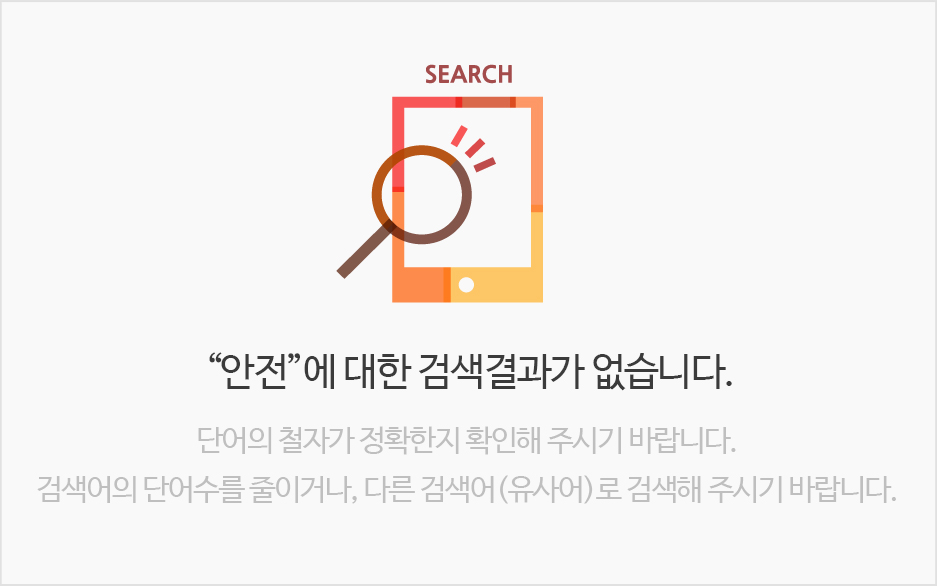 SEARCH
“안전”에 대한 검색결과가 없습니다.
단어의 철자가 정확한지 확인해 주시기 바랍니다.
검색어의 단어수를 줄이거나, 다른 검색어(유사어)로 검색해 주시기 바랍니다.